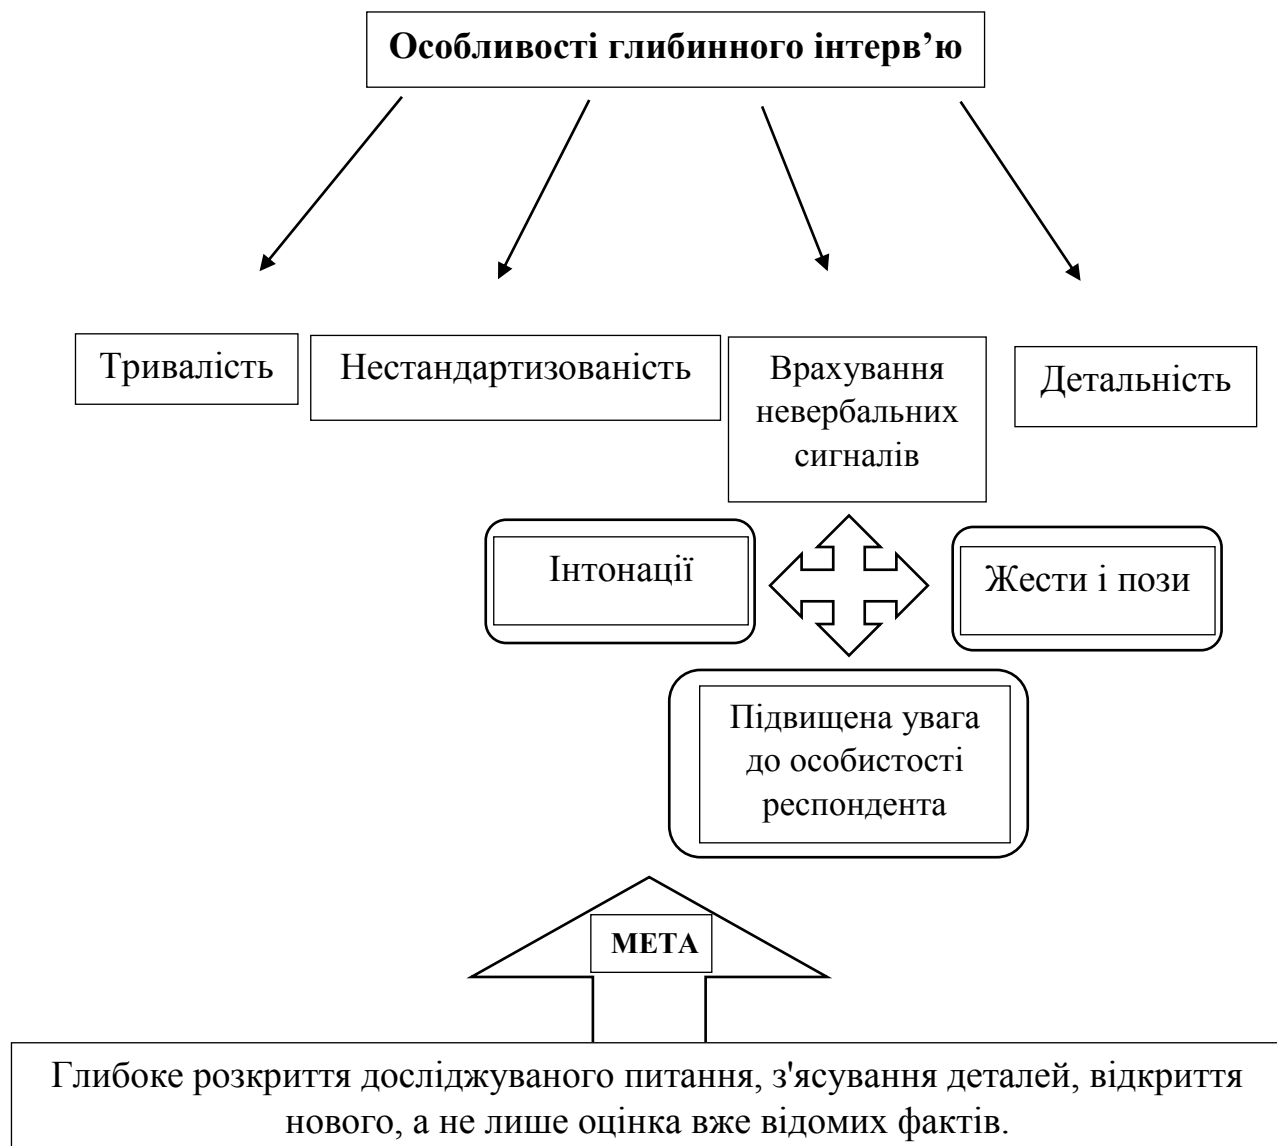 Особливості глибинного інтерв’ю
Тривалість
Нестандартизованість
Врахування
невербальних
сигналів
Детальність
Інтонації
Жести і пози
Підвищена увага
до особистості
респондента
МЕТА
Глибоке розкриття досліджуваного питання, з'ясування деталей, відкриття
нового, а не лише оцінка вже відомих фактів.